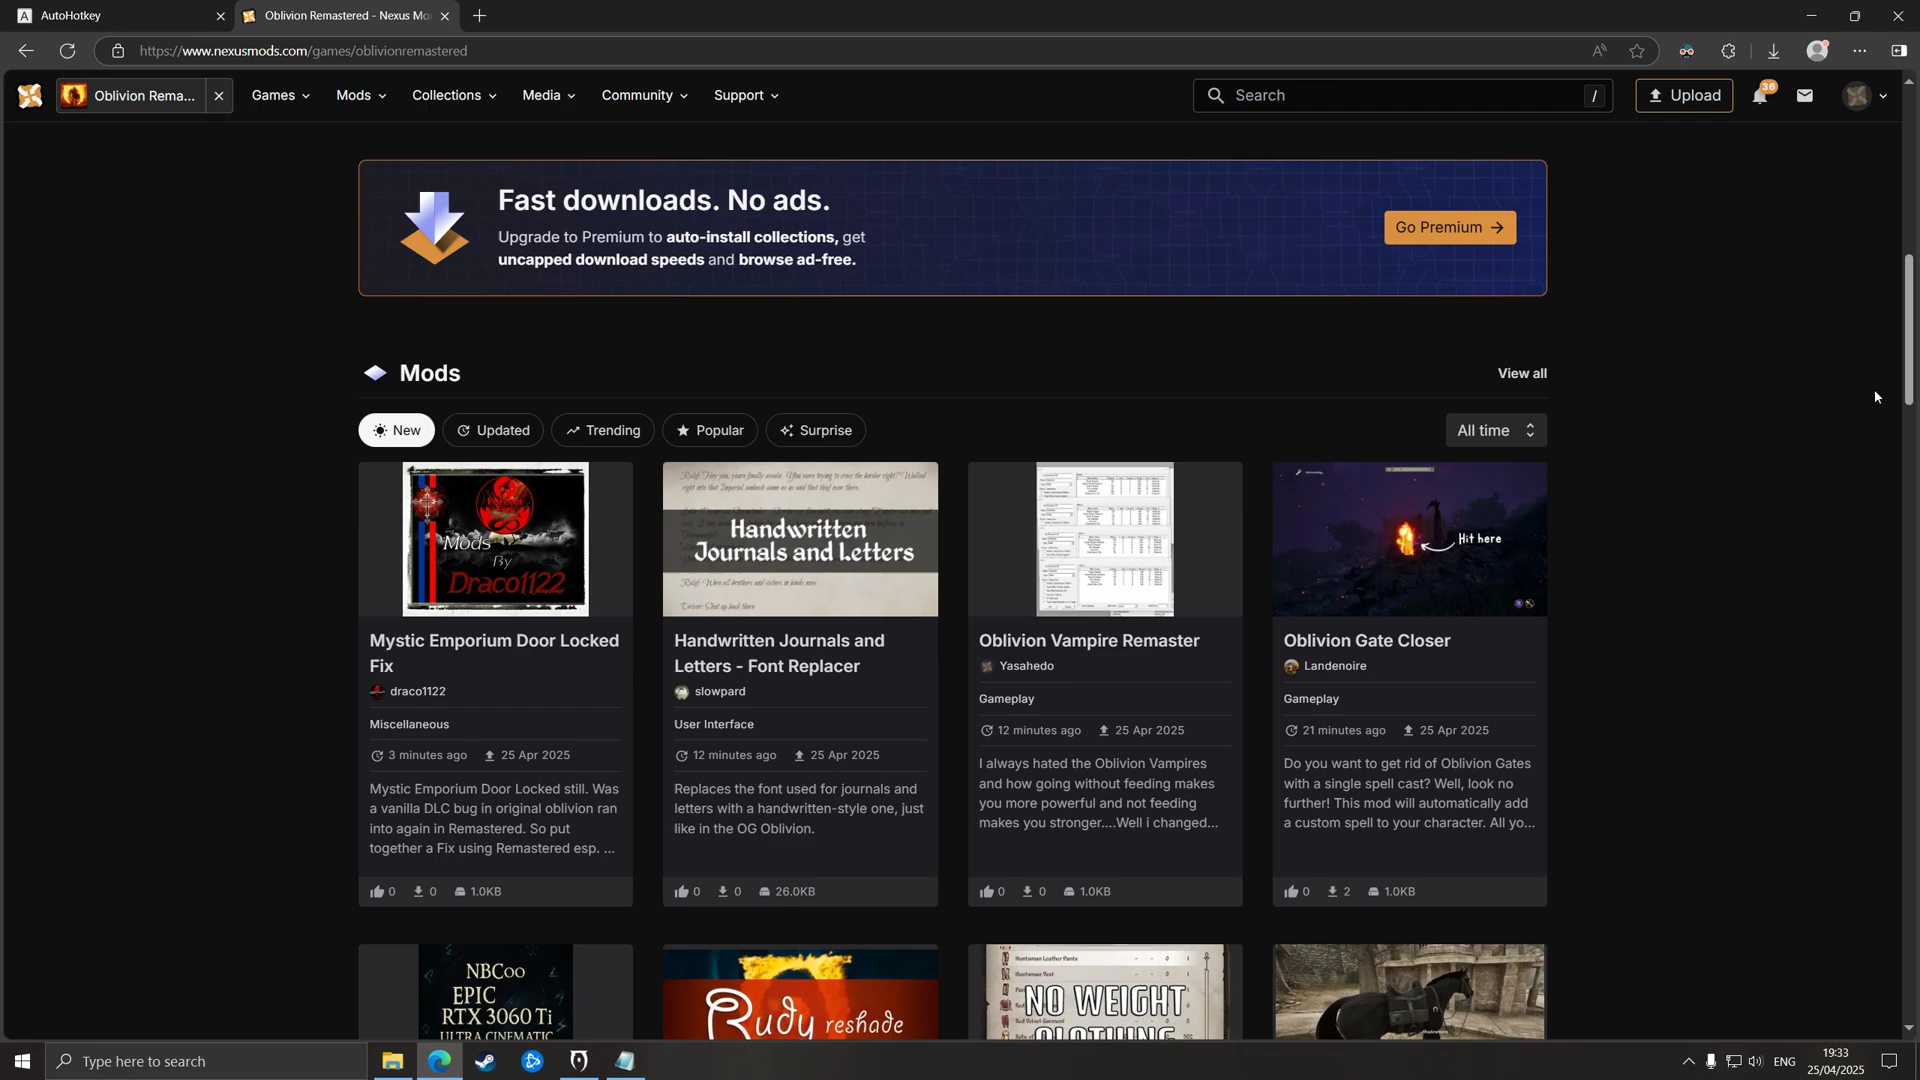 AutoHotkey
Oblivion Remastered - Nexus Mo
https://www.nexusmods.com/games/oblivionremastered
Oblivion Rema...
Games
Mods
Collections
Media
Community
Support
Search
/
Upload
36
Fast downloads. No ads.
Upgrade to Premium to auto-install collections, get
uncapped download speeds and browse ad-free.
Go Premium
Mods
View all
New
Updated
Trending
Popular
Surprise
All time
Mods
By
Draco1122
Mystic Emporium Door Locked
Fix
draco1122
Miscellaneous
3 minutes ago
25 Apr 2025
Mystic Emporium Door Locked still. Was
a vanilla DLC bug in original oblivion ran
into again in Remastered. So put
together a Fix using Remastered esp. ...
0
0
1.0KB
Handwritten
Journals and Letters
Handwritten Journals and
Letters - Font Replacer
slowpard
User Interface
12 minutes ago
25 Apr 2025
Replaces the font used for journals and
letters with a handwritten-style one, just
like in the OG Oblivion.
0
0
26.0KB
Oblivion Vampire Remaster
Yasahedo
Gameplay
12 minutes ago
25 Apr 2025
I always hated the Oblivion Vampires
and how going without feeding makes
you more powerful and not feeding
makes you stronger....Well i changed...
0
0
1.0KB
Hit here
Oblivion Gate Closer
Landenoire
Gameplay
21 minutes ago
25 Apr 2025
Do you want to get rid of Oblivion Gates
with a single spell cast? Well, look no
further! This mod will automatically add
a custom spell to your character. All yo...
0
2
1.0KB
NBCoo
EPIC
RTX 3060 Ti
ULTRA CINEMATIC
Rudy reshade
Huntsman Leather Pants
Huntsman Vest
NO WEIGHT
CLOTHING
Type here to search
ENG
19:33
25/04/2025